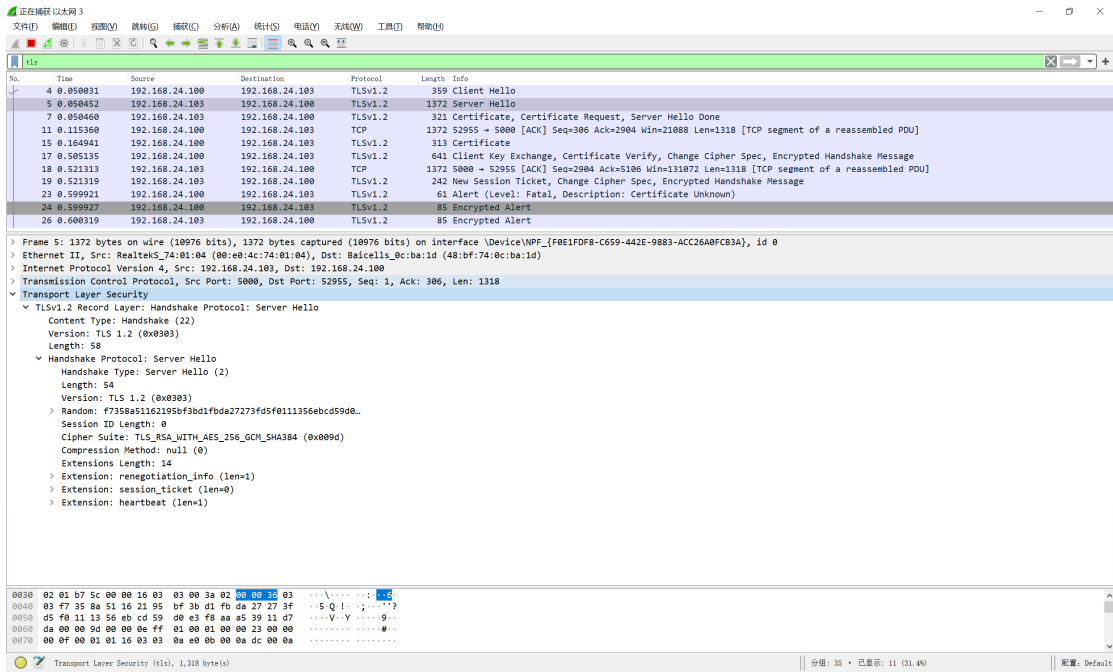 正在捕获 以太网 3
文件(F) 编辑(E) 视图(V) 跳转(G) 捕获(C) 分析(A) 统计(S) 电话(Y) 无线(W) 工具(T) 帮助(H)
tls
No. Time Source Destination Protocol Length Info
4 0.050031 192.168.24.100 192.168.24.103 TLSv1.2 359 Client Hello
5 0.050452 192.168.24.103 192.168.24.100 TLSv1.2 1372 Server Hello
7 0.050460 192.168.24.103 192.168.24.100 TLSv1.2 321 Certificate, Certificate Request, Server Hello Done
11 0.115360 192.168.24.100 192.168.24.103 TCP 1372 52955 → 5000 [ACK] Seq=306 Ack=2904 Win=21088 Len=1318 [TCP segment of a reassembled PDU]
15 0.164941 192.168.24.100 192.168.24.103 TLSv1.2 313 Certificate
17 0.505135 192.168.24.100 192.168.24.103 TLSv1.2 641 Client Key Exchange, Certificate Verify, Change Cipher Spec, Encrypted Handshake Message
18 0.521313 192.168.24.103 192.168.24.100 TCP 1372 5000 → 52955 [ACK] Seq=2904 Ack=5106 Win=131072 Len=1318 [TCP segment of a reassembled PDU]
19 0.521319 192.168.24.103 192.168.24.100 TLSv1.2 242 New Session Ticket, Change Cipher Spec, Encrypted Handshake Message
23 0.599921 192.168.24.100 192.168.24.103 TLSv1.2 61 Alert (Level: Fatal, Description: Certificate Unknown)
24 0.599927 192.168.24.100 192.168.24.103 TLSv1.2 85 Encrypted Alert
26 0.600319 192.168.24.103 192.168.24.100 TLSv1.2 85 Encrypted Alert
Frame 5: 1372 bytes on wire (10976 bits), 1372 bytes captured (10976 bits) on interface \Device\NPF_{F0E1FDF8-C659-442E-9883-ACC26A0FCB3A}, id 0
Ethernet II, Src: RealtekS_74:01:04 (00:e0:4c:74:01:04), Dst: Baicells_0c:ba:1d (48:bf:74:0c:ba:1d)
Internet Protocol Version 4, Src: 192.168.24.103, Dst: 192.168.24.100
Transmission Control Protocol, Src Port: 5000, Dst Port: 52955, Seq: 1, Ack: 306, Len: 1318
Transport Layer Security
TLSv1.2 Record Layer: Handshake Protocol: Server Hello
Content Type: Handshake (22)
Version: TLS 1.2 (0x0303)
Length: 58
Handshake Protocol: Server Hello
Handshake Type: Server Hello (2)
Length: 54
Version: TLS 1.2 (0x0303)
Random: f7358a51162195bf3bd1fbda27273fd5f0111356ebcd59d0…
Session ID Length: 0
Cipher Suite: TLS_RSA_WITH_AES_256_GCM_SHA384 (0x009d)
Compression Method: null (0)
Extensions Length: 14
Extension: renegotiation_info (len=1)
Extension: session_ticket (len=0)
Extension: heartbeat (len=1)
0030 02 01 b7 5c 00 00 16 03 03 00 3a 02 00 00 36 03 ···\···· ··:···6·
0040 03 f7 35 8a 51 16 21 95 bf 3b d1 fb da 27 27 3f ··5·Q·!· ·;···''?
0050 d5 f0 11 13 56 eb cd 59 d0 e3 f8 aa a5 39 11 d7 ····V··Y ·····9··
0060 da 00 00 9d 00 00 0e ff 01 00 01 00 00 23 00 00 ········ ·····#··
0070 00 0f 00 01 01 16 03 03 0a e0 0b 00 0a dc 00 0a ········ ········
Transport Layer Security (tls), 1,318 byte(s) 分组: 35 · 已显示: 11 (31.4%) 配置: Default